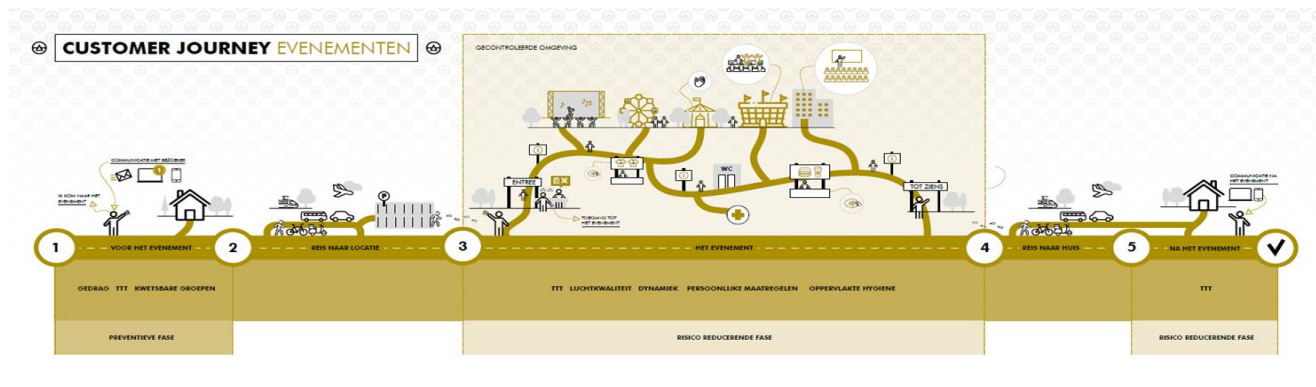 CUSTOMER JOURNEY EVENEMENTEN
GECONTROLEERDE OMGEVING
COMMUNICATIE MET BEZOEKER
1
IK KOM NAAR HET
EVENEMENT
P
ENTREE
TOEGANG TOT
HET EVENEMENT
WC
TOT ZIENS
COMMUNICATIE NA
HET EVENEMENT
1 VOOR HET EVENEMENT 2 REIS NAAR LOCATIE 3 HET EVENEMENT 4 REIS NAAR HUIS 5 NA HET EVENEMENT
GEDRAG TTT KWETSBARE GROEPEN
TTT LUCHTKWALITEIT DYNAMIEK PERSOONLIJKE MAATREGELEN OPPERVLAKTE HYGIENE
TTT
PREVENTIEVE FASE
RISICO REDUCERENDE FASE
RISICO REDUCERENDE FASE